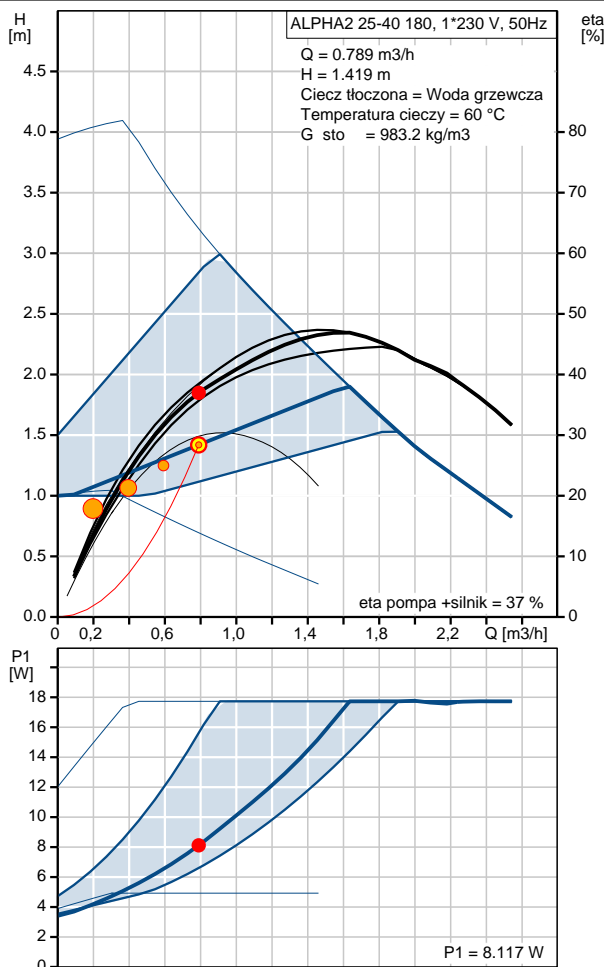 H
[m]
ALPHA2 25-40 180, 1*230 V, 50Hz
eta
[%]
Q = 0.789 m3/h
H = 1.419 m
Ciecz tłoczona = Woda grzewcza
Temperatura cieczy = 60 °C
G sto = 983.2 kg/m3
4.5
4.0
3.0
2.5
2.0
1.5
1.0
0.5
0.0
80
70
60
50
40
30
20
10
0
eta pompa +silnik = 37 %
0
0,2
0,6
1,0
1,4
1,8
2,2
Q [m3/h]
P1
[W]
18
16
14
12
10
8
6
4
2
0
P1 = 8.117 W